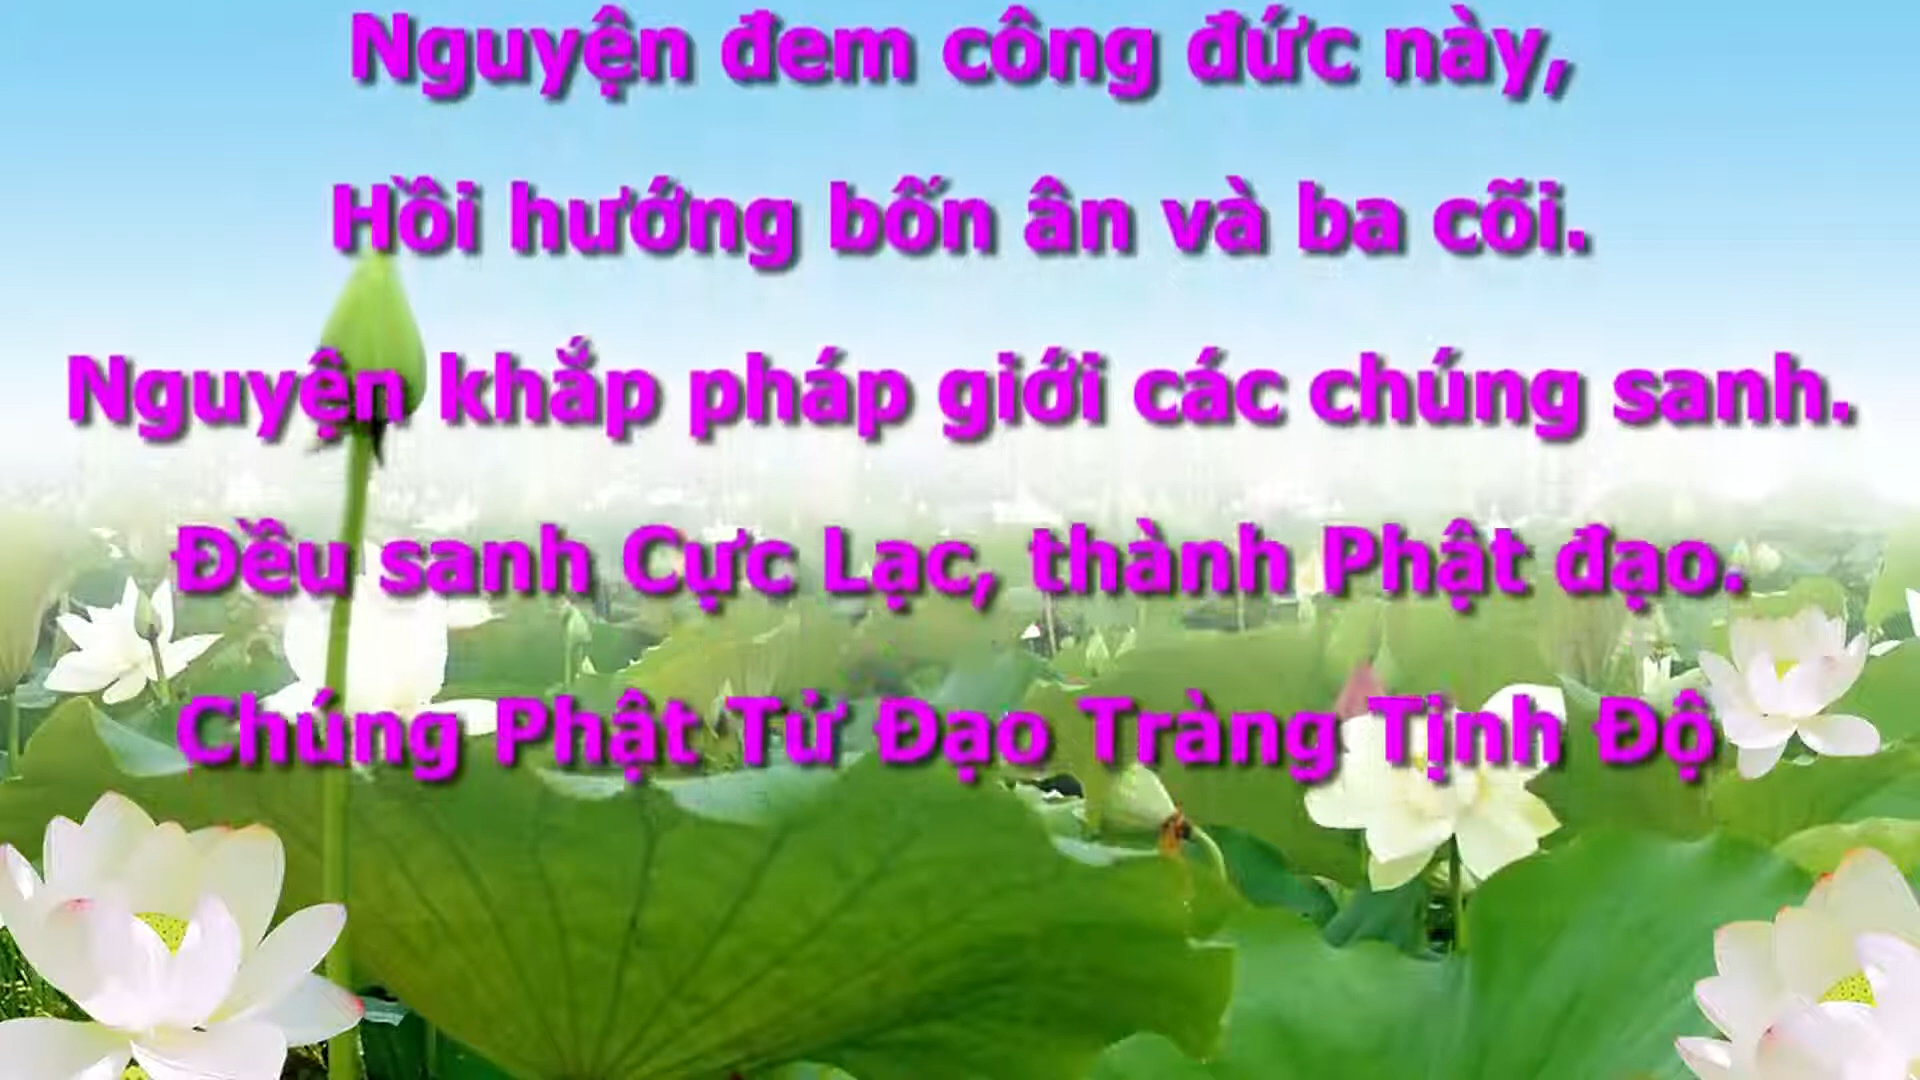 Nguyện đem công đức này,
Hồi hướng bốn ân và ba cõi.
Nguyện khắp pháp giới các chúng sanh.
Đều sanh Cực Lạc, thành Phật đạo.
Chúng Phật Tử Đạo Tràng Tịnh Độ